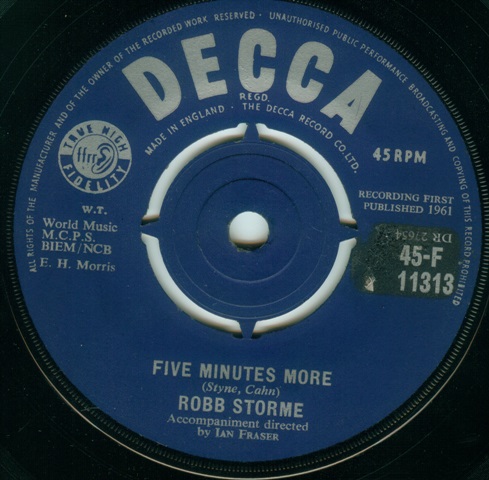 ALL RIGHTS OF THE MANUFACTURER AND OF THE OWNER OF THE RECORDED WORK RESERVED · UNAUTHORISED PUBLIC PERFORMANCE BROADCASTING AND COPYING OF THIS RECORD PROHIBITED
DECCA
REGD.
MADE IN ENGLAND · THE DECCA RECORD CO. LTD.
TRUE HIGH
ffrr
FIDELITY
45 RPM
W.T.
World Music
M.C.P.S.
BIEM/NCB
E. H. Morris
RECORDING FIRST
PUBLISHED 1961
DR 27654
45-F
11313
FIVE MINUTES MORE
(Styne, Cahn)
ROBB STORME
Accompaniment directed
by IAN FRASER